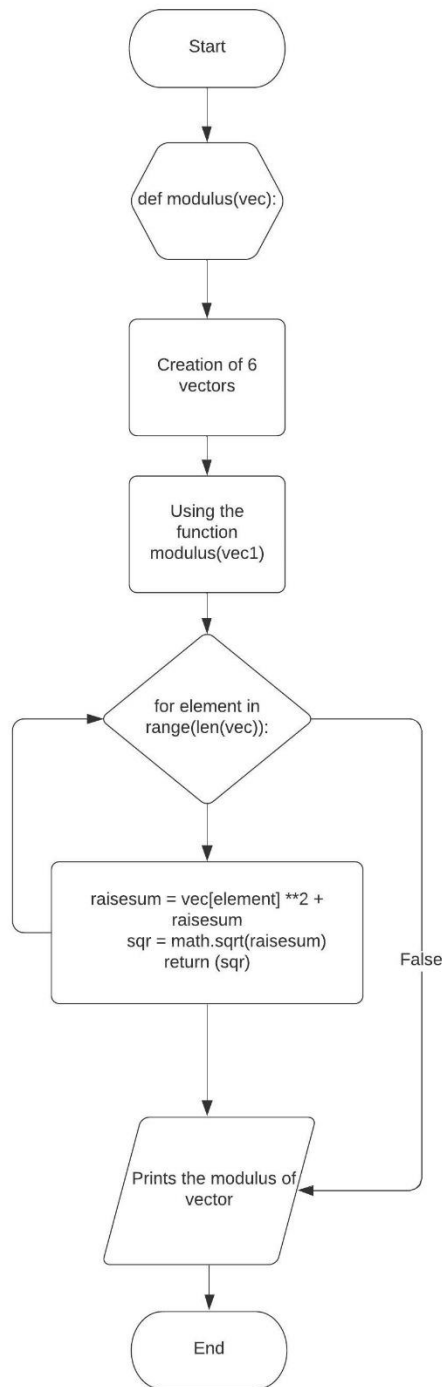 Start
def modulus(vec):
Creation of 6
vectors
Using the
function
modulus(vec1)
for element in
range(len(vec)):
raisesum = vec[element] **2 +
raisesum
sqr = math.sqrt(raisesum)
return (sqr)
False
Prints the modulus of
vector
End